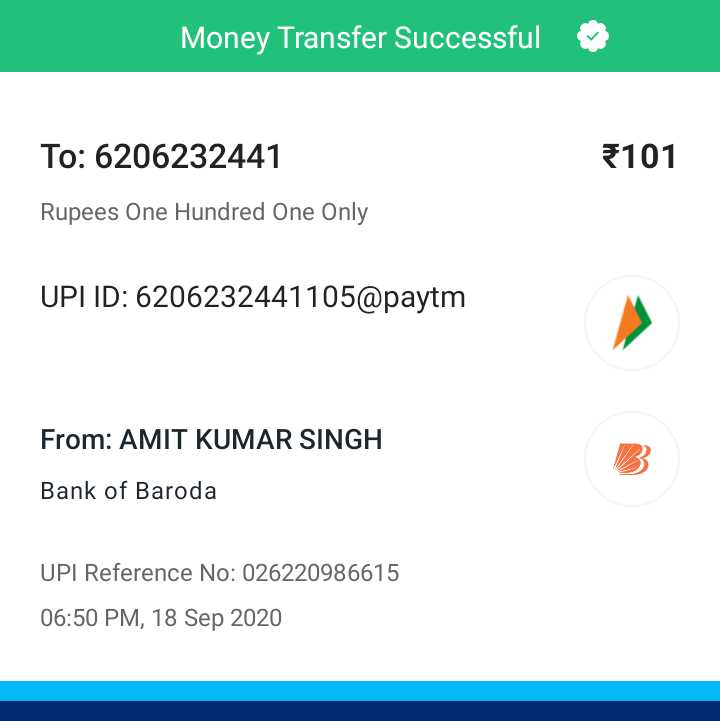 Money Transfer Successful
To: 6206232441 ₹101
Rupees One Hundred One Only
UPI ID: 6206232441105@paytm
From: AMIT KUMAR SINGH
Bank of Baroda
UPI Reference No: 026220986615
06:50 PM, 18 Sep 2020